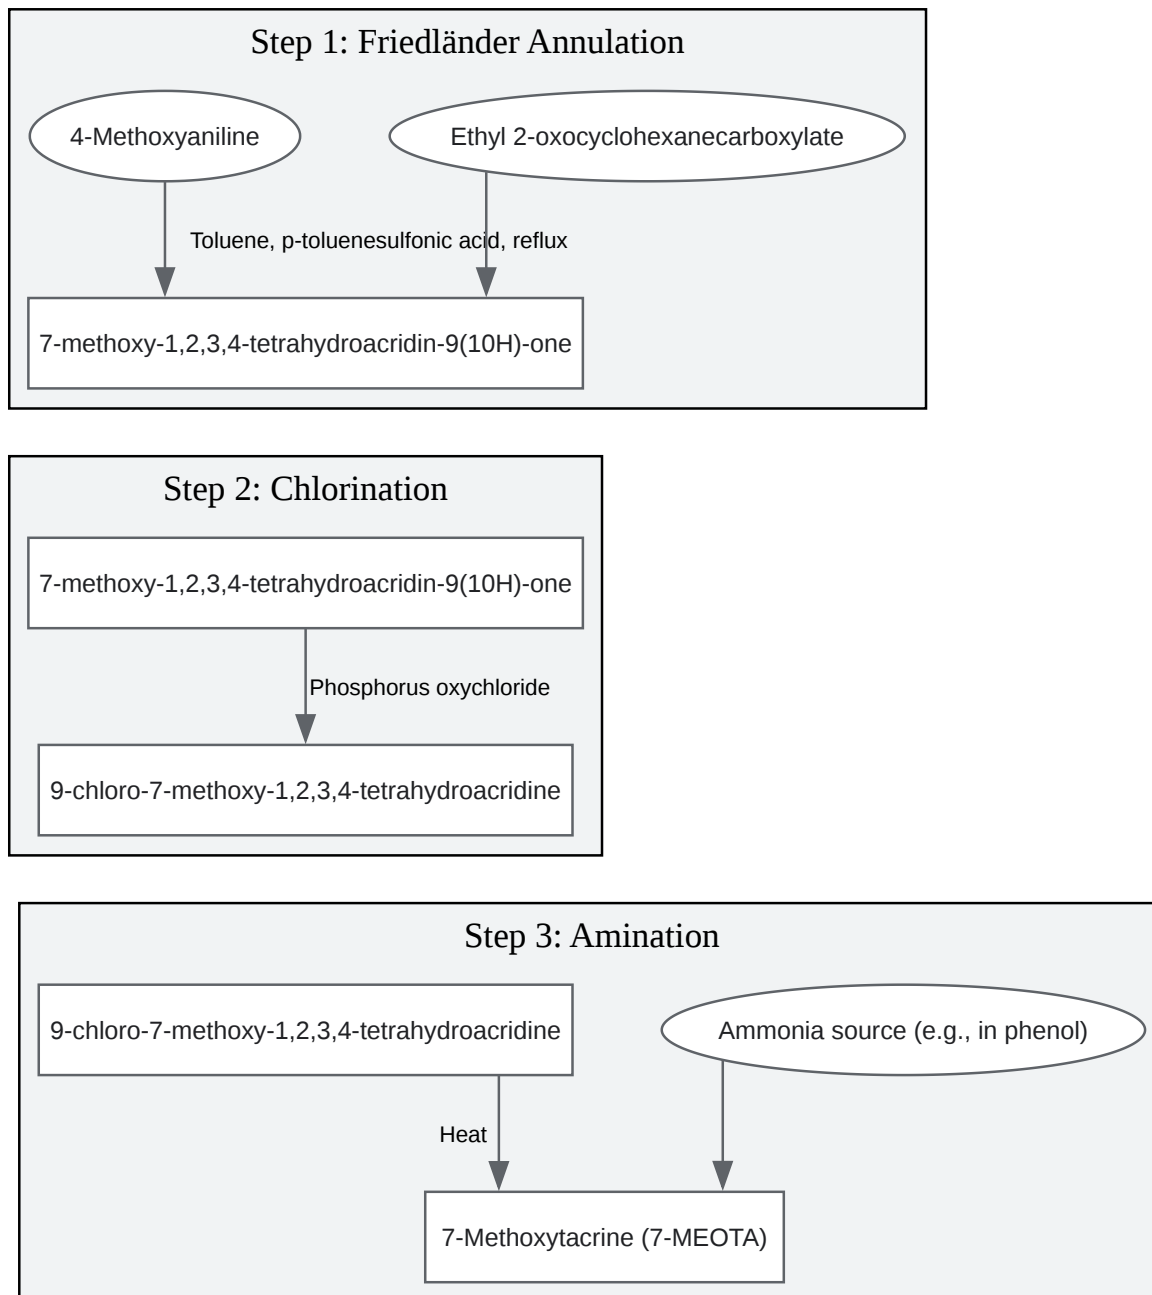 Step 1: Friedländer Annulation
4-Methoxyaniline
Ethyl 2-oxocyclohexanecarboxylate
Toluene, p-toluenesulfonic acid, reflux
7-methoxy-1,2,3,4-tetrahydroacridin-9(10H)-one
Step 2: Chlorination
7-methoxy-1,2,3,4-tetrahydroacridin-9(10H)-one
Phosphorus oxychloride
9-chloro-7-methoxy-1,2,3,4-tetrahydroacridine
Step 3: Amination
9-chloro-7-methoxy-1,2,3,4-tetrahydroacridine
Ammonia source (e.g., in phenol)
Heat
7-Methoxytacrine (7-MEOTA)